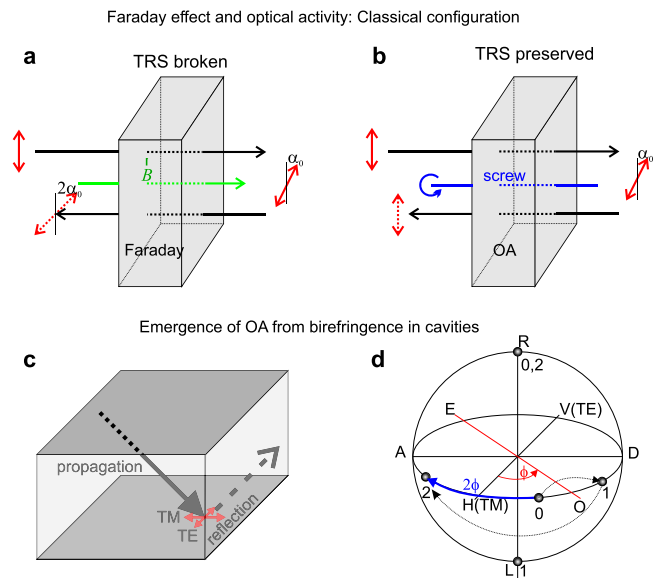 Faraday effect and optical activity: Classical configuration
a
TRS broken
b
TRS preserved
B
α₀
2α₀
Faraday
screw
α₀
OA
Emergence of OA from birefringence in cavities
c
propagation
TM
TE
reflection
d
R
0,2
E
V(TE)
A
D
ϕ
2ϕ
2
1
H(TM)
0
O
L
1